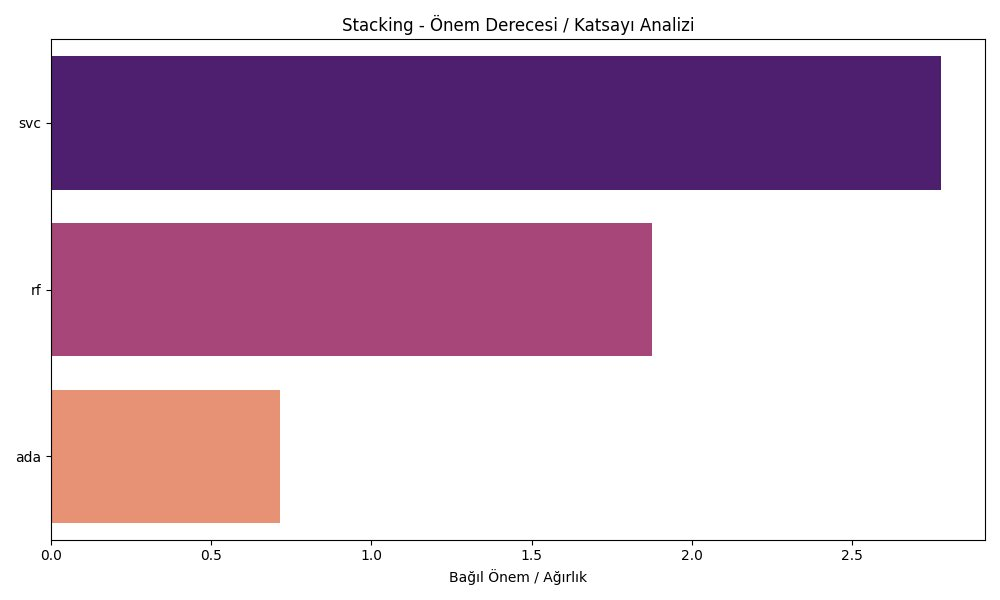 Stacking - Önem Derecesi / Katsayı Analizi
svc
rf
ada
0.0 0.5 1.0 1.5 2.0 2.5
Bağıl Önem / Ağırlık